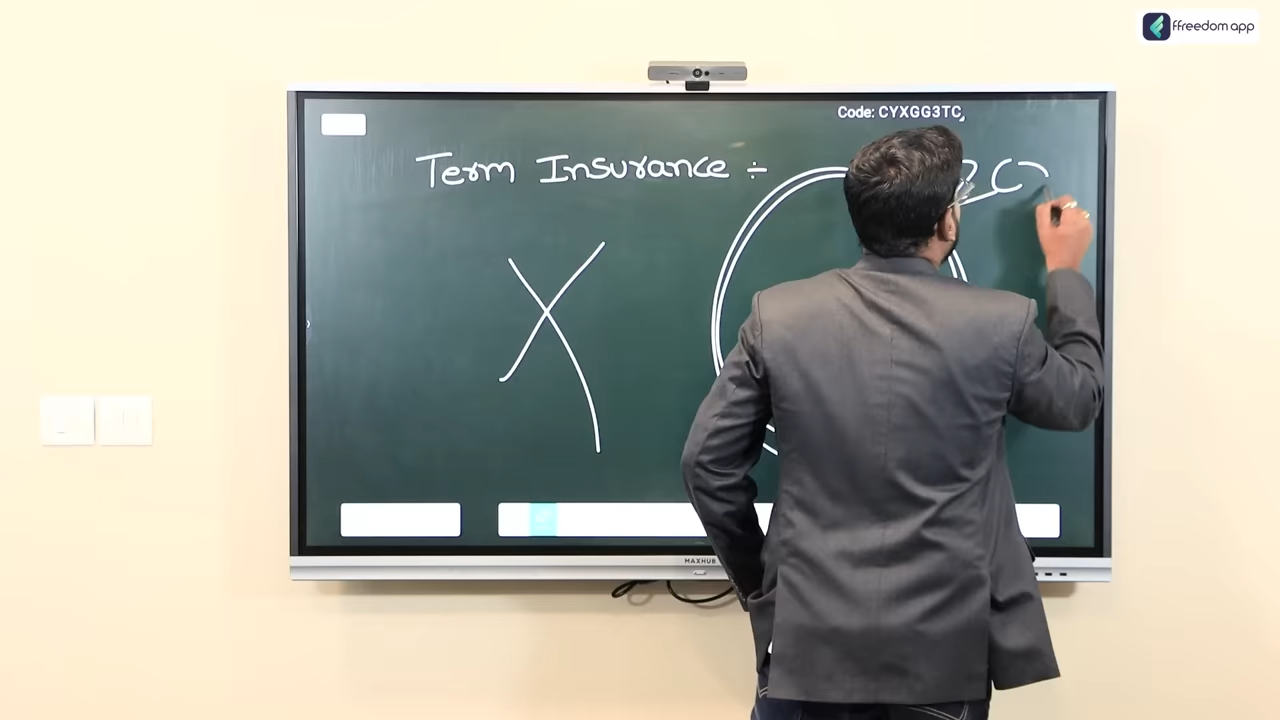 ffreedom app
Code: CYXGG3TC
Term Insurance ÷
X
MAXHUB